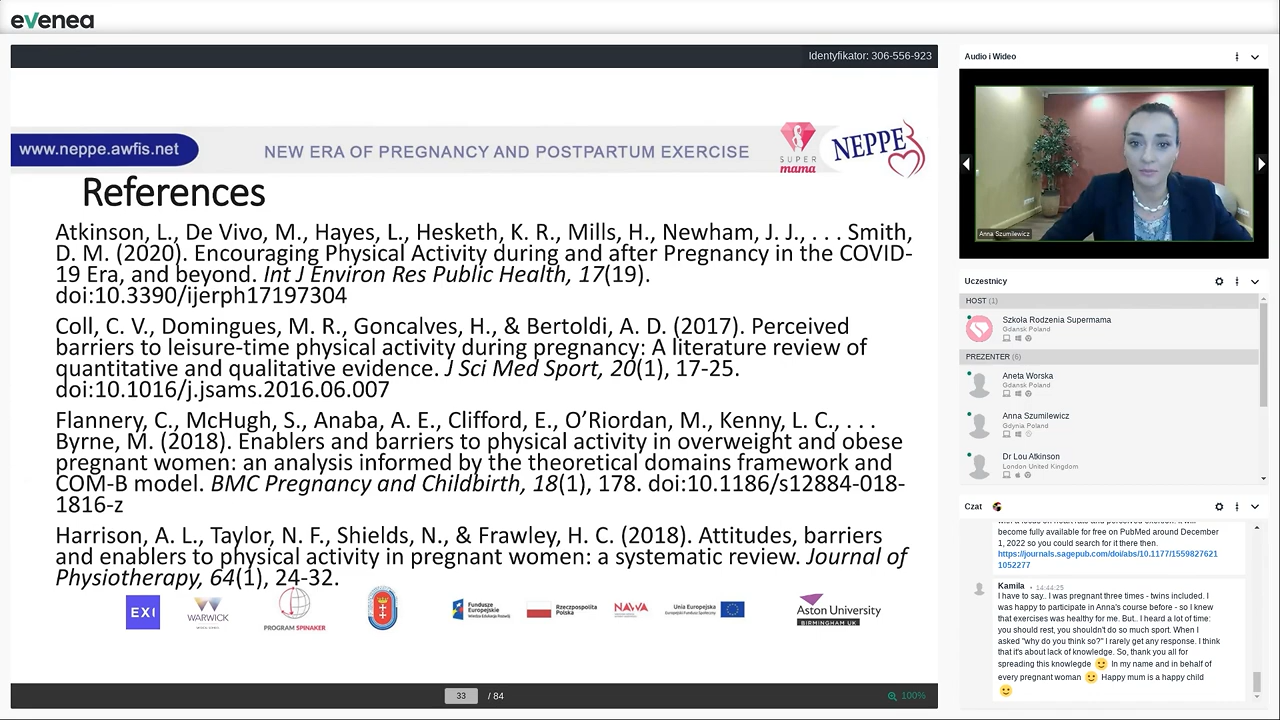 evenea
Identyfikator: 306-556-923
www.neppe.awfis.net
NEW ERA OF PREGNANCY AND POSTPARTUM EXERCISE
SUPER
mama
NEPPE
References
Atkinson, L., De Vivo, M., Hayes, L., Hesketh, K. R., Mills, H., Newham, J. J., . . . Smith,
D. M. (2020). Encouraging Physical Activity during and after Pregnancy in the COVID-
19 Era, and beyond. Int J Environ Res Public Health, 17(19).
doi:10.3390/ijerph17197304
Coll, C. V., Domingues, M. R., Goncalves, H., & Bertoldi, A. D. (2017). Perceived
barriers to leisure-time physical activity during pregnancy: A literature review of
quantitative and qualitative evidence. J Sci Med Sport, 20(1), 17-25.
doi:10.1016/j.jsams.2016.06.007
Flannery, C., McHugh, S., Anaba, A. E., Clifford, E., O’Riordan, M., Kenny, L. C., . . .
Byrne, M. (2018). Enablers and barriers to physical activity in overweight and obese
pregnant women: an analysis informed by the theoretical domains framework and
COM-B model. BMC Pregnancy and Childbirth, 18(1), 178. doi:10.1186/s12884-018-
1816-z
Harrison, A. L., Taylor, N. F., Shields, N., & Frawley, H. C. (2018). Attitudes, barriers
and enablers to physical activity in pregnant women: a systematic review. Journal of
Physiotherapy, 64(1), 24-32.
EXI
WARWICK
PROGRAM SPINAKER
Fundusze
Europejskie
Rzeczpospolita
Polska
NAWA
Unia Europejska
Europejski Fundusz Społeczny
Aston University
BIRMINGHAM UK
33 / 84
100%
Audio i Wideo
Anna Szumilewicz
Uczestnicy
HOST (1)
Szkoła Rodzenia Supermama
Gdansk Poland
PREZENTER (6)
Aneta Worska
Gdansk Poland
Anna Szumilewicz
Gdynia Poland
Dr Lou Atkinson
London United Kingdom
Czat
become fully available for free on PubMed around December
1, 2022 so you could search for it there then.
https://journals.sagepub.com/doi/abs/10.1177/1559827621
1052277
Kamila • 14:44:25
I have to say.. I was pregnant three times - twins included. I
was happy to participate in Anna's course before - so I knew
that exercises was healthy for me. But.. I heard a lot of time:
you should rest, you shouldn't do so much sport. When I
asked "why do you think so?" I rarely get any response. I think
that it's about lack of knowledge. So, thank you all for
spreading this knowlegde 🙂 In my name and in behalf of
every pregnant woman 🙂 Happy mum is a happy child
🙂